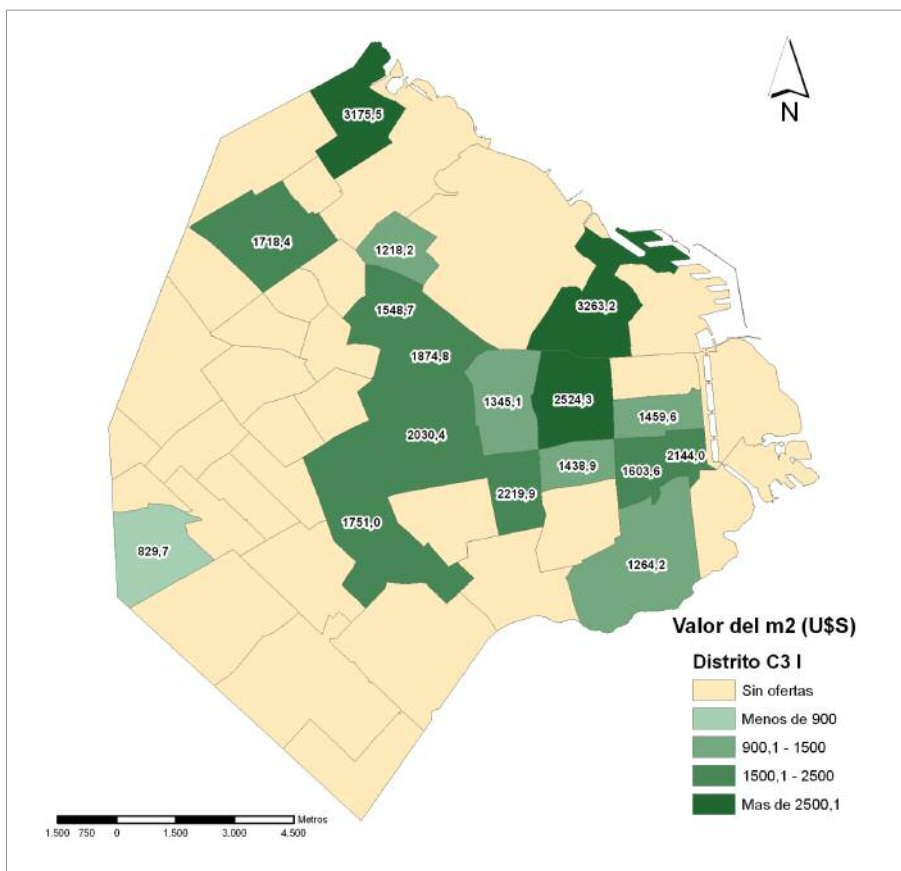 N
3175,5
1718,4
1218,2
1548,7
3263,2
1874,8
1345,1
2524,3
1459,6
2030,4
1438,9
1603,6
2144,0
2219,9
1751,0
829,7
1264,2
Valor del m2 (U$S)
Distrito C3 I
Sin ofertas
Menos de 900
900,1 - 1500
1500,1 - 2500
Mas de 2500,1
Metros
1.500 750 0 1.500 3.000 4.500